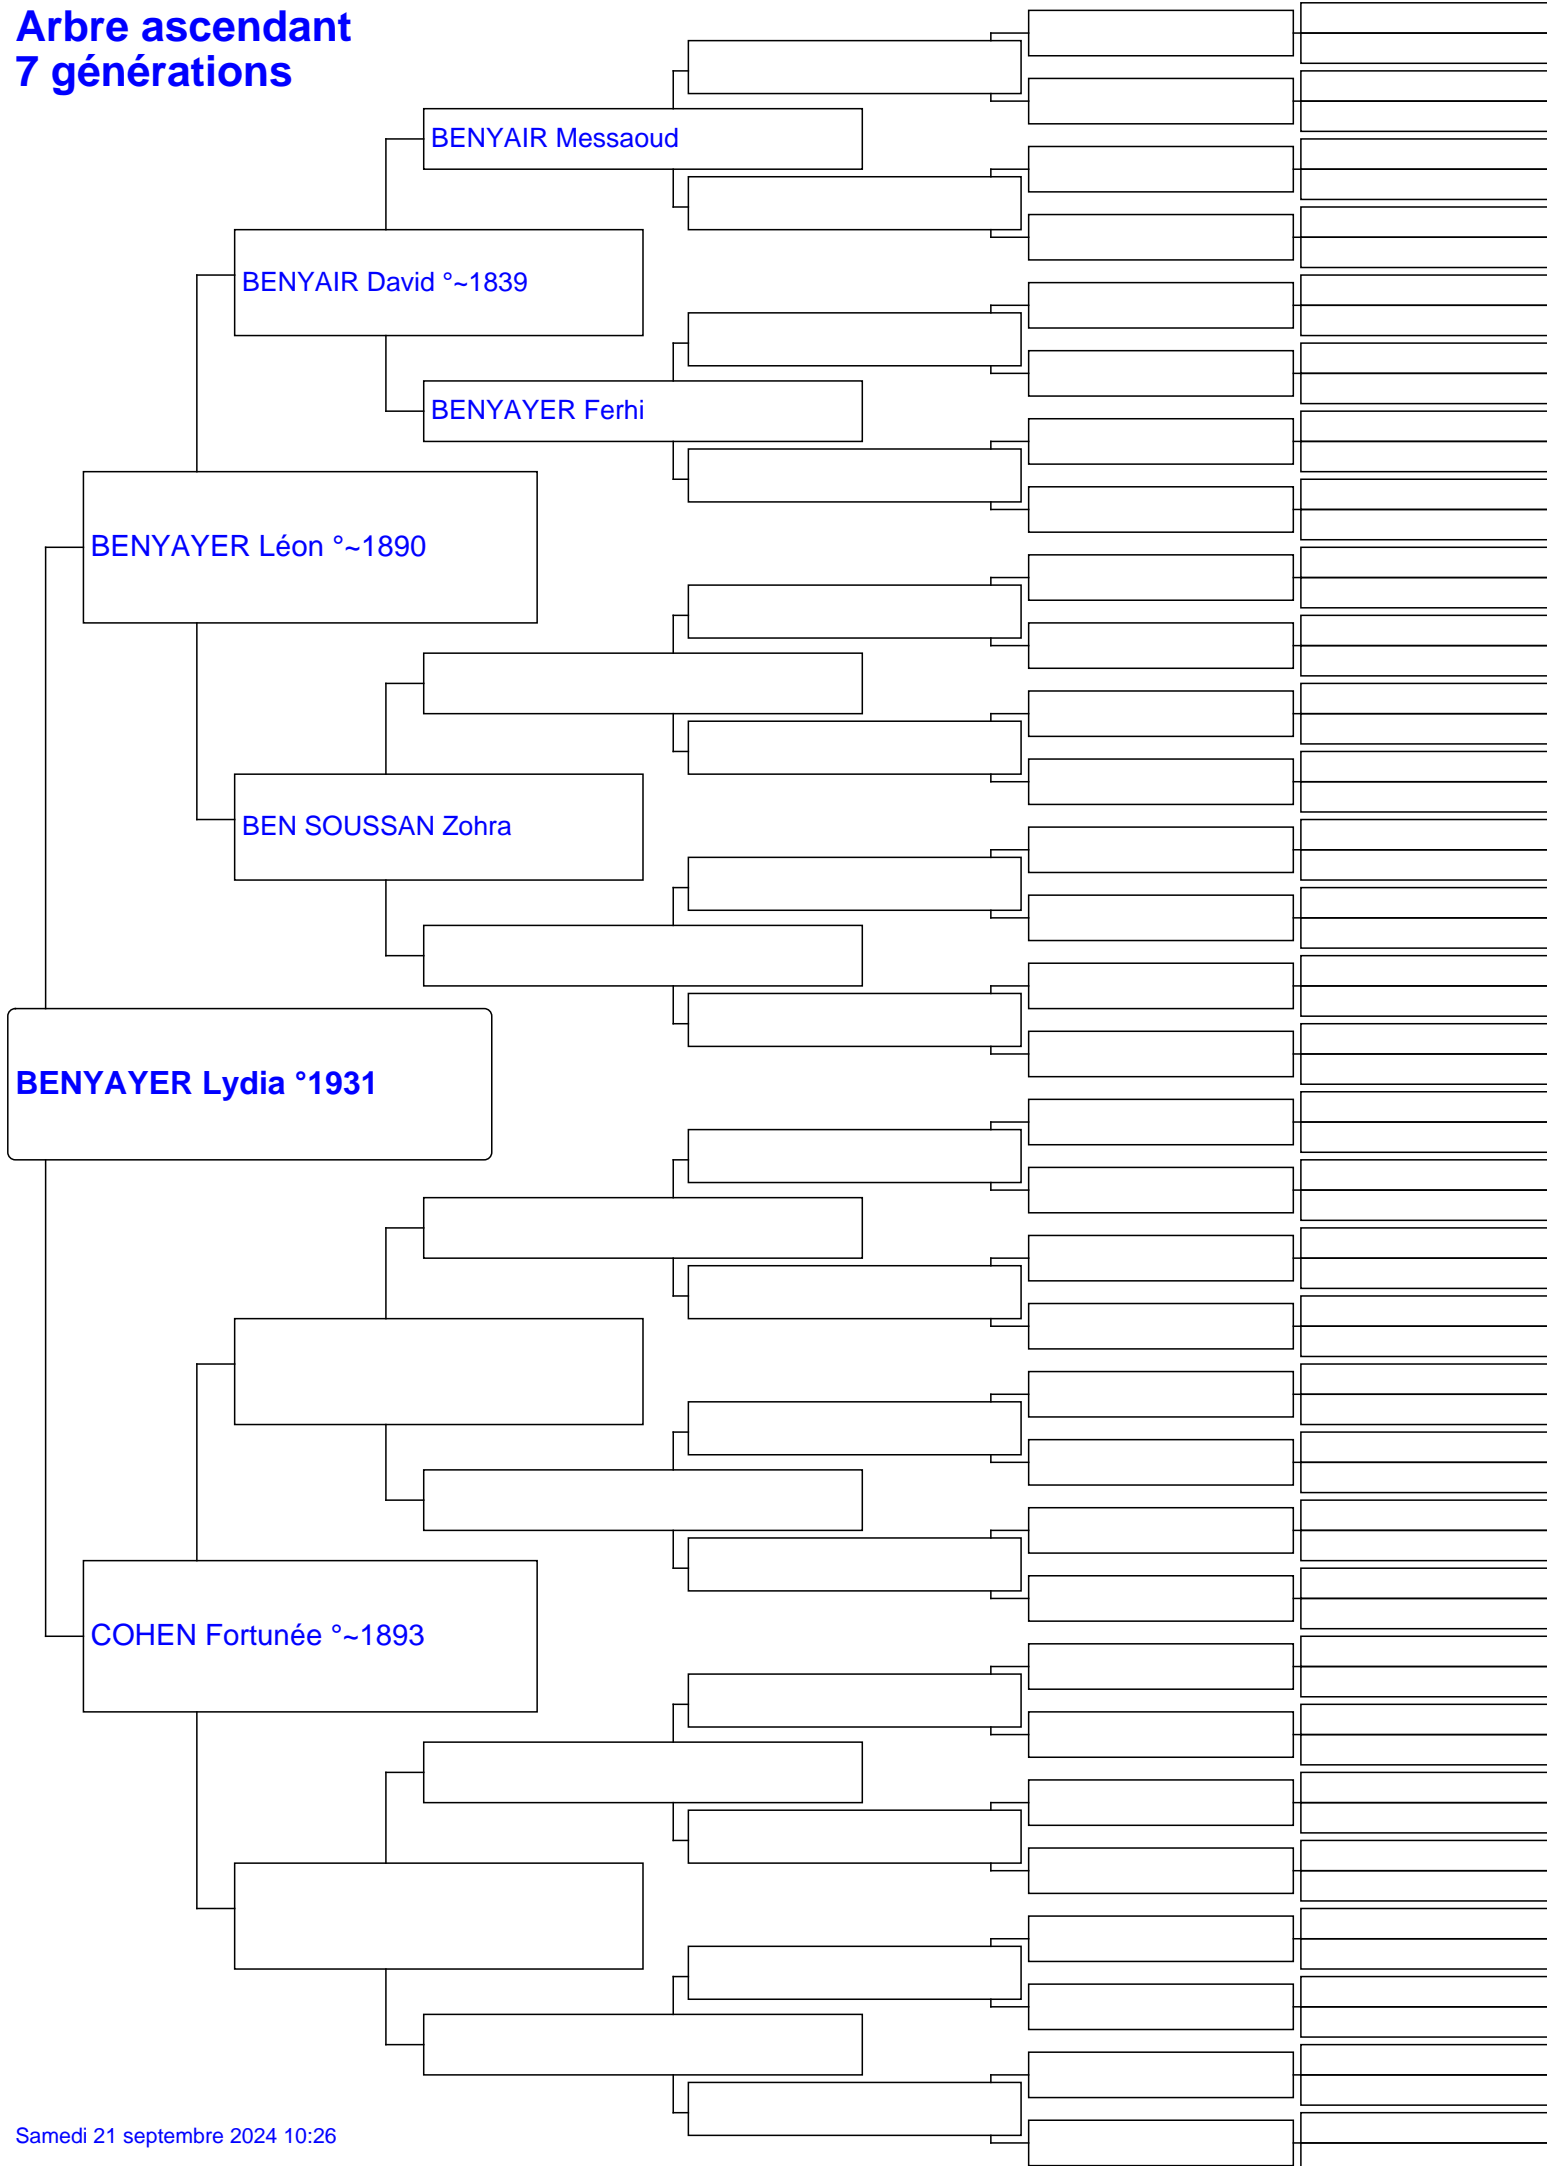 Arbre ascendant
7 générations
BENYAIR Messaoud
BENYAIR David °~1839
BENYAYER Ferhi
BENYAYER Léon °~1890
BEN SOUSSAN Zohra
BENYAYER Lydia °1931
COHEN Fortunée °~1893
Samedi 21 septembre 2024 10:26